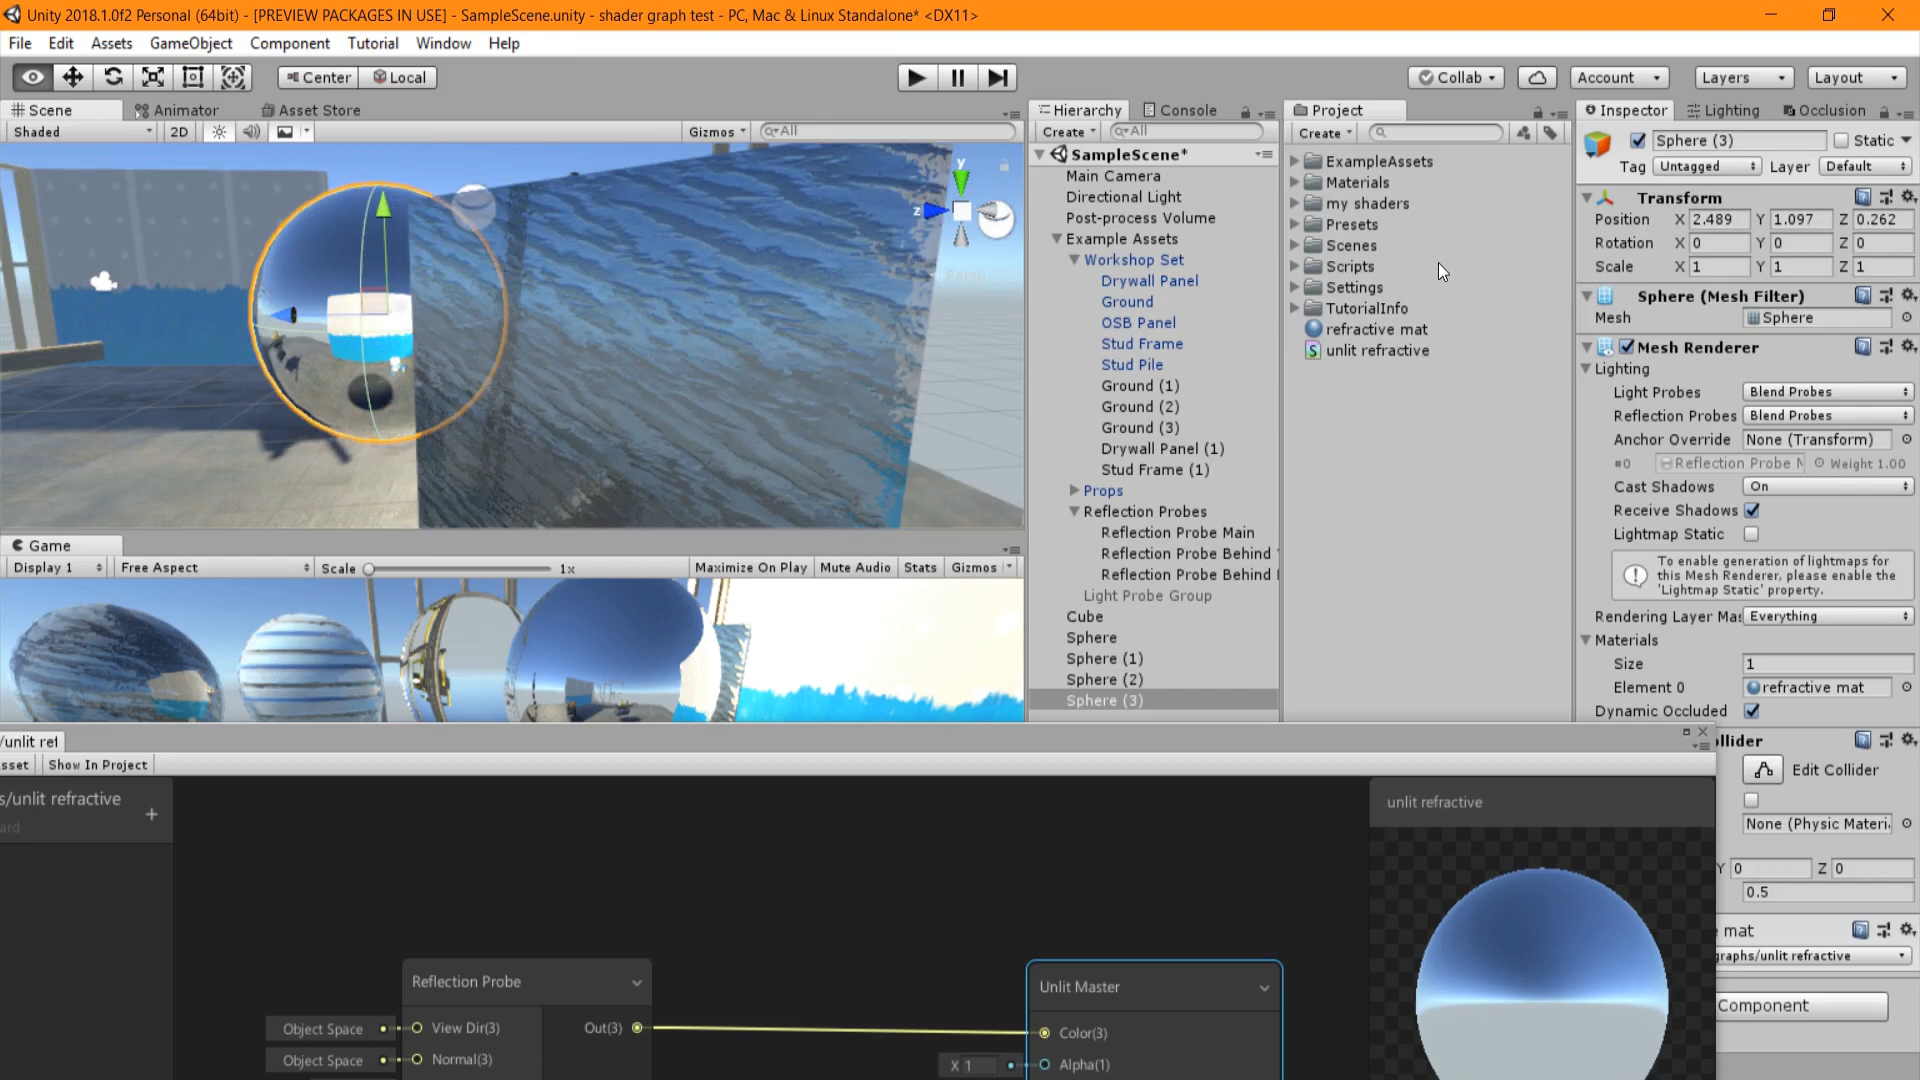 Unity 2018.1.0f2 Personal (64bit) - [PREVIEW PACKAGES IN USE] - SampleScene.unity - shader graph test - PC, Mac & Linux Standalone* <DX11>
File Edit Assets GameObject Component Tutorial Window Help
Center Local Collab Account Layers Layout
Scene Animator Asset Store
Shaded 2D Gizmos All
y
z
Persp
Game
Display 1 Free Aspect Scale 1x Maximize On Play Mute Audio Stats Gizmos
Hierarchy Console
Create All
SampleScene*
Main Camera
Directional Light
Post-process Volume
Example Assets
Workshop Set
Drywall Panel
Ground
OSB Panel
Stud Frame
Stud Pile
Ground (1)
Ground (2)
Ground (3)
Drywall Panel (1)
Stud Frame (1)
Props
Reflection Probes
Reflection Probe Main
Reflection Probe Behind
Reflection Probe Behind
Light Probe Group
Cube
Sphere
Sphere (1)
Sphere (2)
Sphere (3)
Project
Create
ExampleAssets
Materials
my shaders
Presets
Scenes
Scripts
Settings
TutorialInfo
refractive mat
unlit refractive
Inspector Lighting Occlusion
Sphere (3) Static
Tag Untagged Layer Default
Transform
Position X 2.489 Y 1.097 Z 0.262
Rotation X 0 Y 0 Z 0
Scale X 1 Y 1 Z 1
Sphere (Mesh Filter)
Mesh Sphere
Mesh Renderer
Lighting
Light Probes Blend Probes
Reflection Probes Blend Probes
Anchor Override None (Transform)
#0 Reflection Probe Weight 1.00
Cast Shadows On
Receive Shadows
Lightmap Static
To enable generation of lightmaps for
this Mesh Renderer, please enable the
'Lightmap Static' property.
Rendering Layer Mas Everything
Materials
Size 1
Element 0 refractive mat
Dynamic Occluded
ollider
Edit Collider
None (Physic Materi
Y 0 Z 0
0.5
mat
graphs/unlit refractive
Component
/unlit ref
sset Show In Project
s/unlit refractive +
ard
Reflection Probe
Object Space View Dir(3) Out(3)
Object Space Normal(3)
Unlit Master
Color(3)
X 1 Alpha(1)
unlit refractive